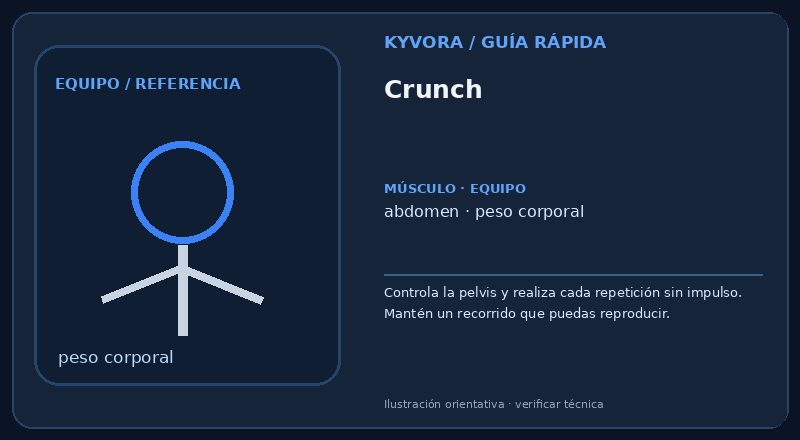 EQUIPO / REFERENCIA
peso corporal
KYVORA / GUÍA RÁPIDA
Crunch
MÚSCULO · EQUIPO
abdomen · peso corporal
Controla la pelvis y realiza cada repetición sin impulso.
Mantén un recorrido que puedas reproducir.
Ilustración orientativa · verificar técnica